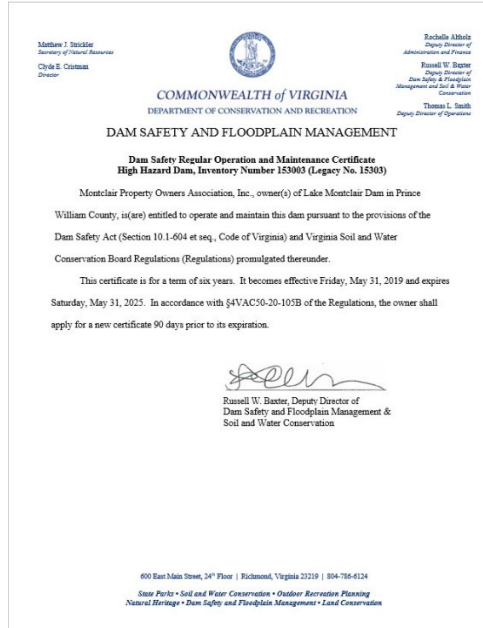 Matthew J. Strickler
Secretary of Natural Resources
Clyde E. Cristman
Director
Rochelle Altholz
Deputy Director of
Administration and Finance
Russell W. Baxter
Deputy Director of
Dam Safety & Floodplain
Management and Soil & Water
Conservation
Thomas L. Smith
Deputy Director of Operations
COMMONWEALTH of VIRGINIA
DEPARTMENT OF CONSERVATION AND RECREATION
DAM SAFETY AND FLOODPLAIN MANAGEMENT
Dam Safety Regular Operation and Maintenance Certificate
High Hazard Dam, Inventory Number 153003 (Legacy No. 15303)
Montclair Property Owners Association, Inc., owner(s) of Lake Montclair Dam in Prince
William County, is(are) entitled to operate and maintain this dam pursuant to the provisions of the
Dam Safety Act (Section 10.1-604 et seq., Code of Virginia) and Virginia Soil and Water
Conservation Board Regulations (Regulations) promulgated thereunder.
This certificate is for a term of six years. It becomes effective Friday, May 31, 2019 and expires
Saturday, May 31, 2025. In accordance with §4VAC50-20-105B of the Regulations, the owner shall
apply for a new certificate 90 days prior to its expiration.
Russell W. Baxter, Deputy Director of
Dam Safety and Floodplain Management &
Soil and Water Conservation
600 East Main Street, 24th Floor | Richmond, Virginia 23219 | 804-786-6124
State Parks • Soil and Water Conservation • Outdoor Recreation Planning
Natural Heritage • Dam Safety and Floodplain Management • Land Conservation